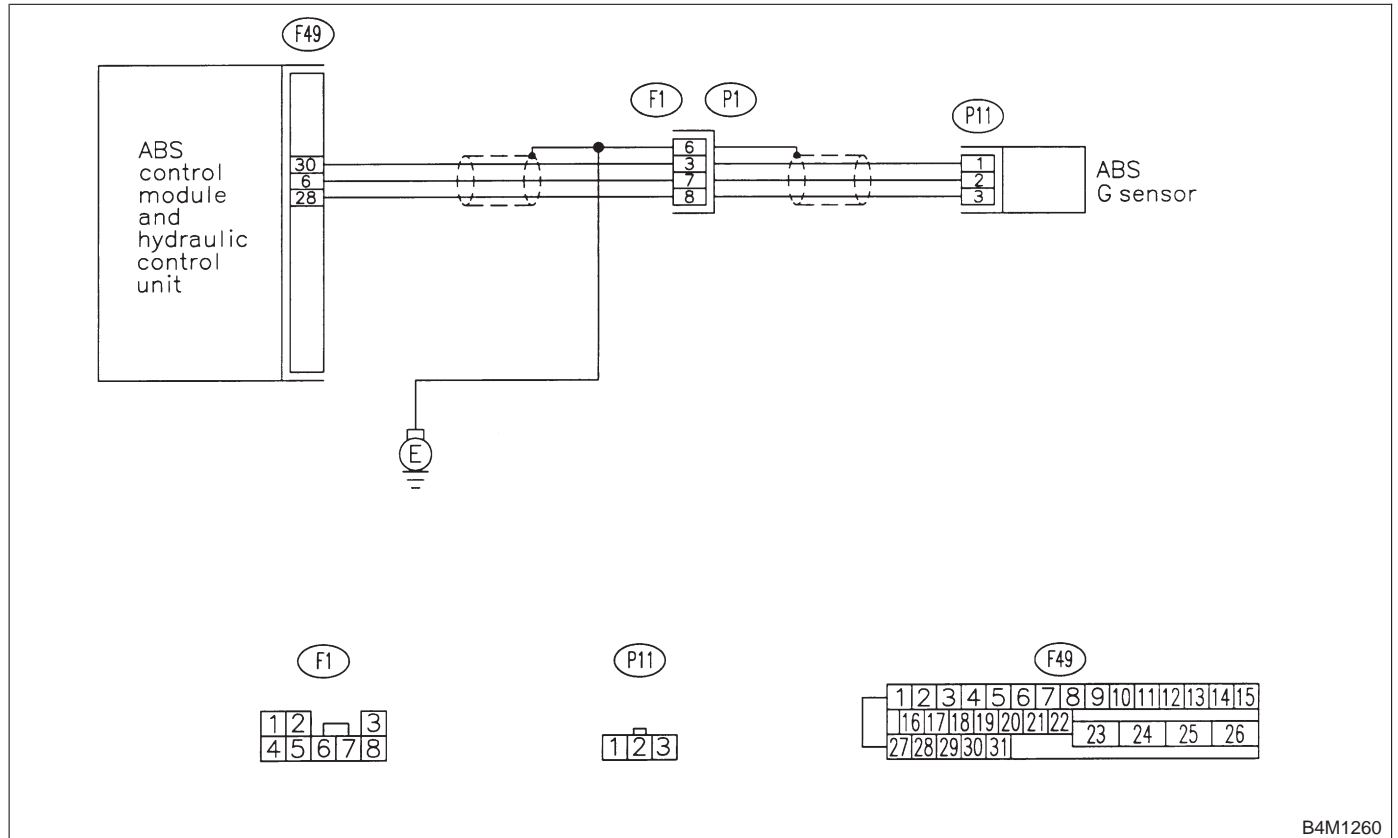 F49
F1 P1
P11
ABS
control
module
and
hydraulic
control
unit
30
6
28
6
3
7
8
1
2
3
ABS
G sensor
E
F1
1 2 3
4 5 6 7 8
P11
1 2 3
F49
1 2 3 4 5 6 7 8 9 10 11 12 13 14 15
16 17 18 19 20 21 22
23 24 25 26
27 28 29 30 31
B4M1260